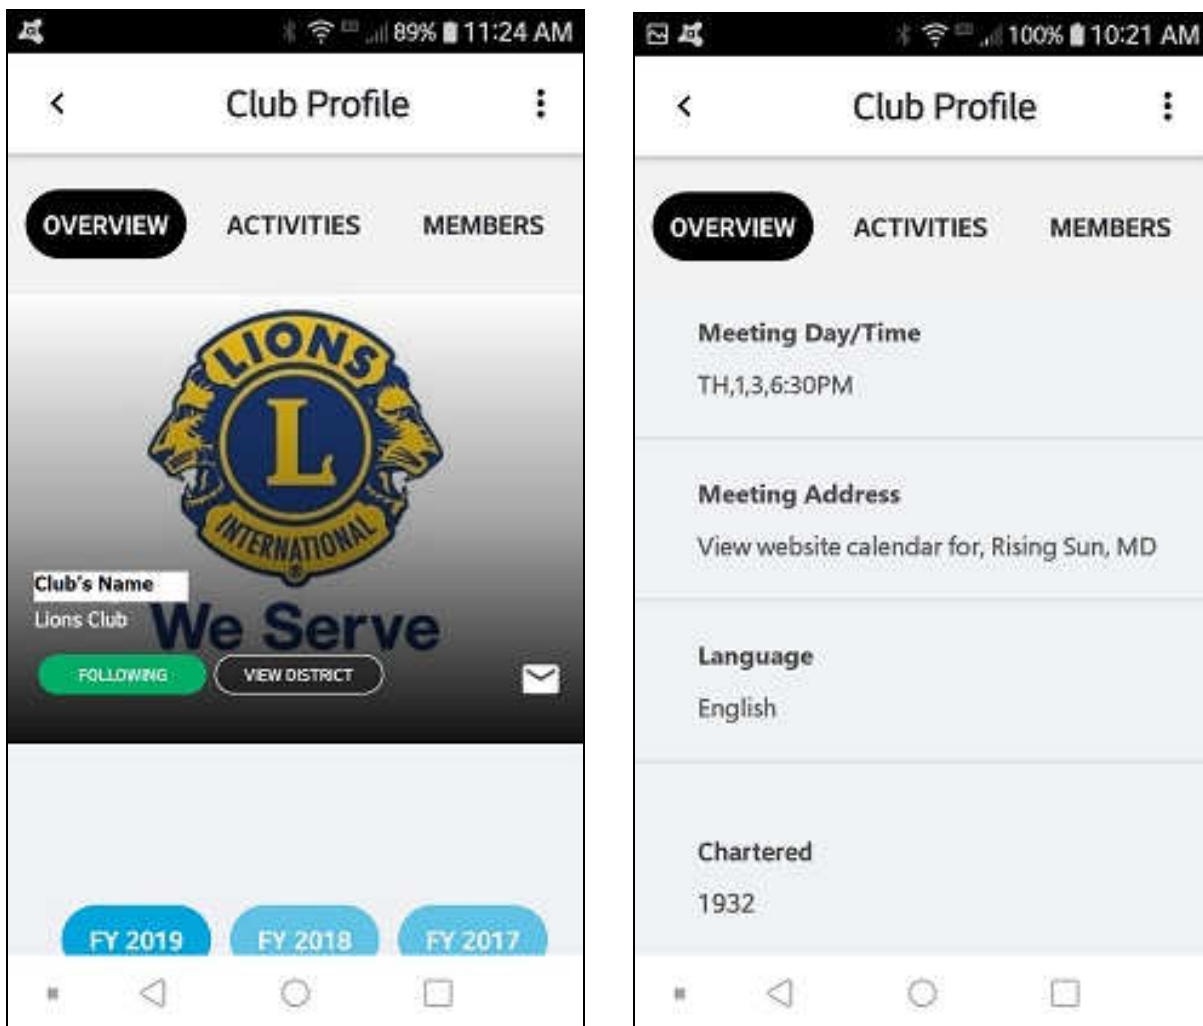 89% 11:24 AM
Club Profile
OVERVIEW ACTIVITIES MEMBERS
LIONS
L
INTERNATIONAL
®
Club's Name
Lions Club
We Serve
FOLLOWING VIEW DISTRICT
FY 2019 FY 2018 FY 2017
100% 10:21 AM
Club Profile
OVERVIEW ACTIVITIES MEMBERS
Meeting Day/Time
TH,1,3,6:30PM
Meeting Address
View website calendar for, Rising Sun, MD
Language
English
Chartered
1932